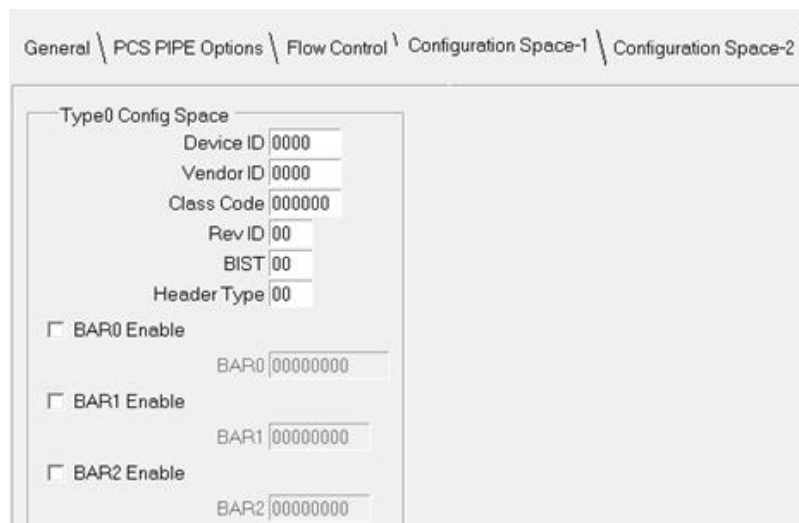 General \ PCS PIPE Options \ Flow Control \ Configuration Space-1 \ Configuration Space-2
Type0 Config Space
Device ID 0000
Vendor ID 0000
Class Code 000000
Rev ID 00
BIST 00
Header Type 00
BAR0 Enable
BAR0 00000000
BAR1 Enable
BAR1 00000000
BAR2 Enable
BAR2 00000000